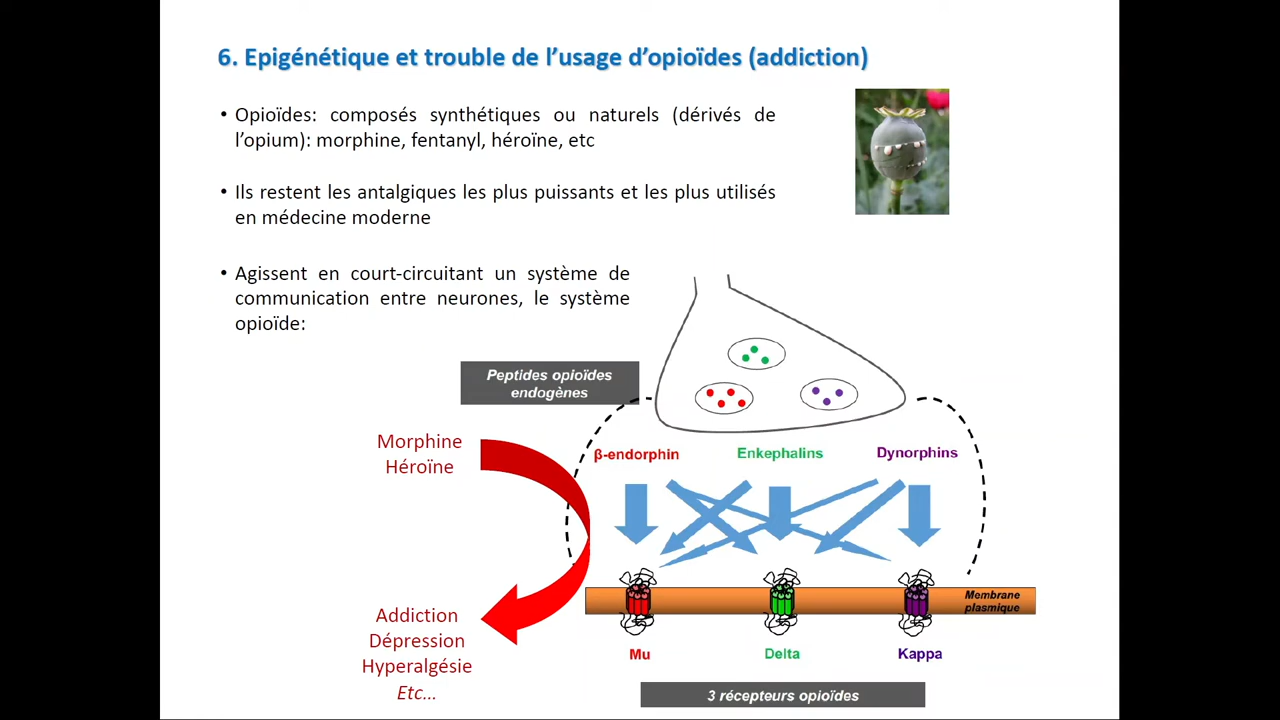 6. Epigénétique et trouble de l’usage d’opioïdes (addiction)
• Opioïdes: composés synthétiques ou naturels (dérivés de
l’opium): morphine, fentanyl, héroïne, etc
• Ils restent les antalgiques les plus puissants et les plus utilisés
en médecine moderne
• Agissent en court-circuitant un système de
communication entre neurones, le système
opioïde:
Peptides opioïdes
endogènes
Morphine
Héroïne
β-endorphin
Enkephalins
Dynorphins
Membrane
plasmique
Addiction
Dépression
Hyperalgésie
Etc...
Mu
Delta
Kappa
3 récepteurs opioïdes